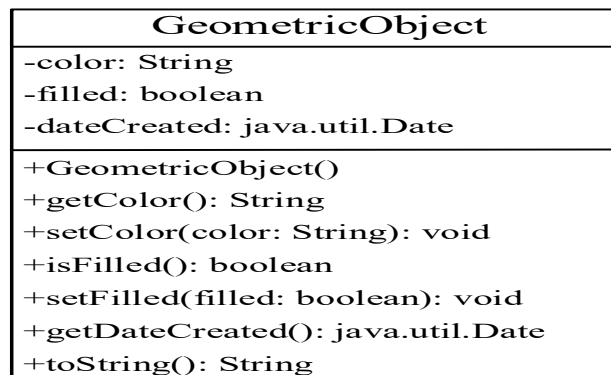 GeometricObject
-color: String
-filled: boolean
-dateCreated: java.util.Date
+GeometricObject()
+getColor(): String
+setColor(color: String): void
+isFilled(): boolean
+setFilled(filled: boolean): void
+getDateCreated(): java.util.Date
+toString(): String